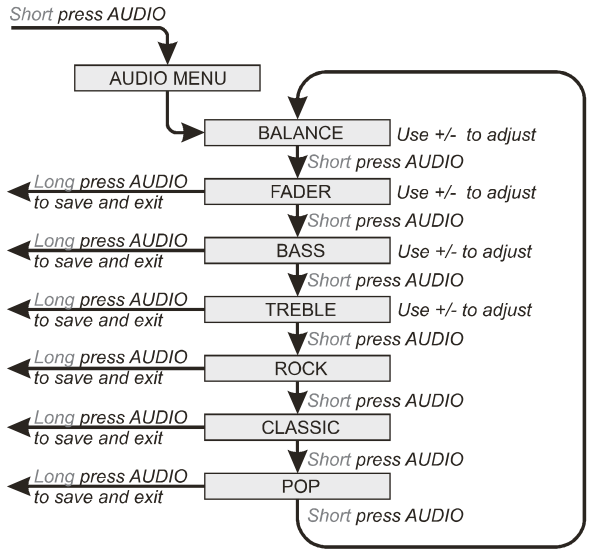 Short press AUDIO
AUDIO MENU
BALANCE
Use +/- to adjust
Short press AUDIO
Long press AUDIO
to save and exit
FADER
Use +/- to adjust
Short press AUDIO
Long press AUDIO
to save and exit
BASS
Use +/- to adjust
Short press AUDIO
Long press AUDIO
to save and exit
TREBLE
Use +/- to adjust
Short press AUDIO
Long press AUDIO
to save and exit
ROCK
Short press AUDIO
Long press AUDIO
to save and exit
CLASSIC
Short press AUDIO
Long press AUDIO
to save and exit
POP
Short press AUDIO